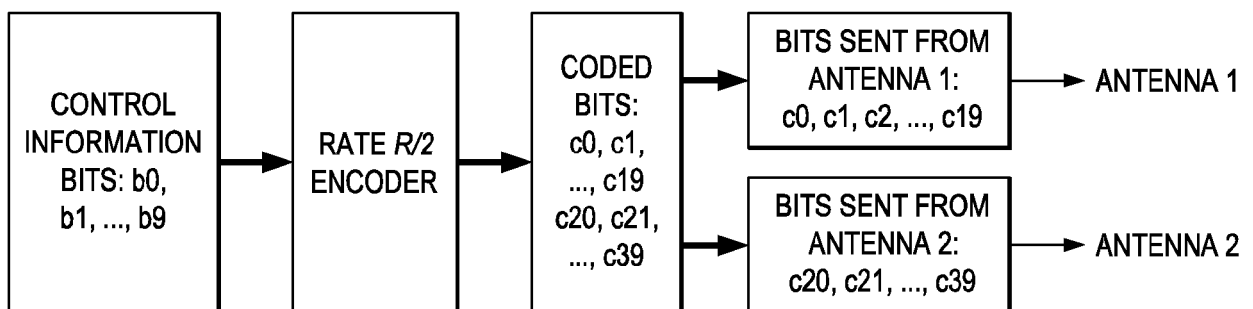 CONTROL
INFORMATION
BITS: b0,
b1, ..., b9
RATE R/2
ENCODER
CODED
BITS:
c0, c1,
..., c19
c20, c21,
..., c39
BITS SENT FROM
ANTENNA 1:
c0, c1, c2, ..., c19
ANTENNA 1
BITS SENT FROM
ANTENNA 2:
c20, c21, ..., c39
ANTENNA 2